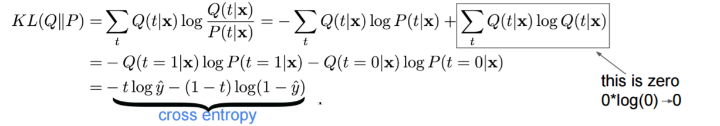 KL(Q‖P) = ∑_t Q(t|x) log Q(t|x)/P(t|x) = − ∑_t Q(t|x) log P(t|x) + ∑_t Q(t|x) log Q(t|x)
= − Q(t = 1|x) log P(t = 1|x) − Q(t = 0|x) log P(t = 0|x)
= − t log ŷ − (1 − t) log(1 − ŷ) .
this is zero
0*log(0) →0
cross entropy